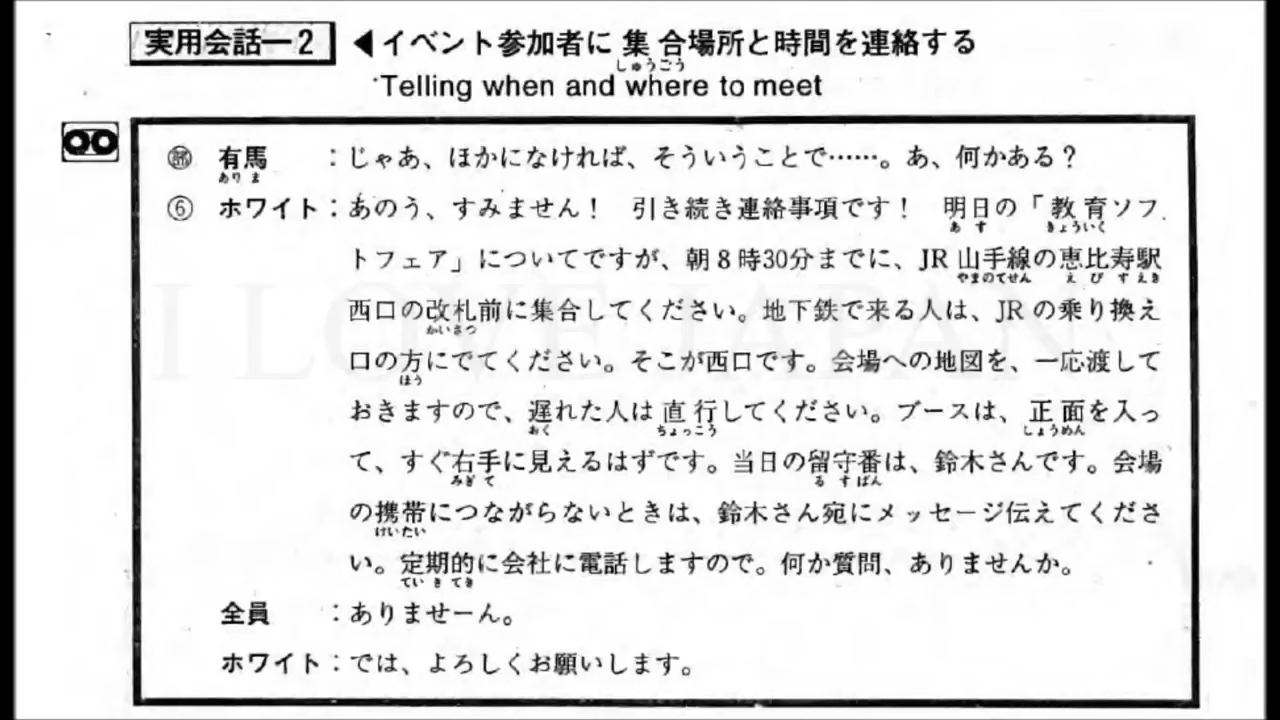 実用会話―2 ◀イベント参加者に集合場所と時間を連絡する
しゅうごう
Telling when and where to meet
有馬 :じゃあ、ほかになければ、そういうことで……。あ、何かある?
ありま
⑥ ホワイト:あのう、すみません! 引き続き連絡事項です! 明日の「教育ソフ
あす きょういく
トフェア」についてですが、朝8時30分までに、JR山手線の恵比寿駅
やまのてせん えびすえき
西口の改札前に集合してください。地下鉄で来る人は、JRの乗り換え
かいさつ
口の方にでてください。そこが西口です。会場への地図を、一応渡して
ほう
おきますので、遅れた人は直行してください。ブースは、正面を入っ
おく ちょっこう しょうめん
て、すぐ右手に見えるはずです。当日の留守番は、鈴木さんです。会場
みぎて るすばん
の携帯につながらないときは、鈴木さん宛にメッセージ伝えてくださ
けいたい
い。定期的に会社に電話しますので。何か質問、ありませんか。
ていきてき
全員 :ありませーん。
ホワイト:では、よろしくお願いします。
I LOVE JAPAN